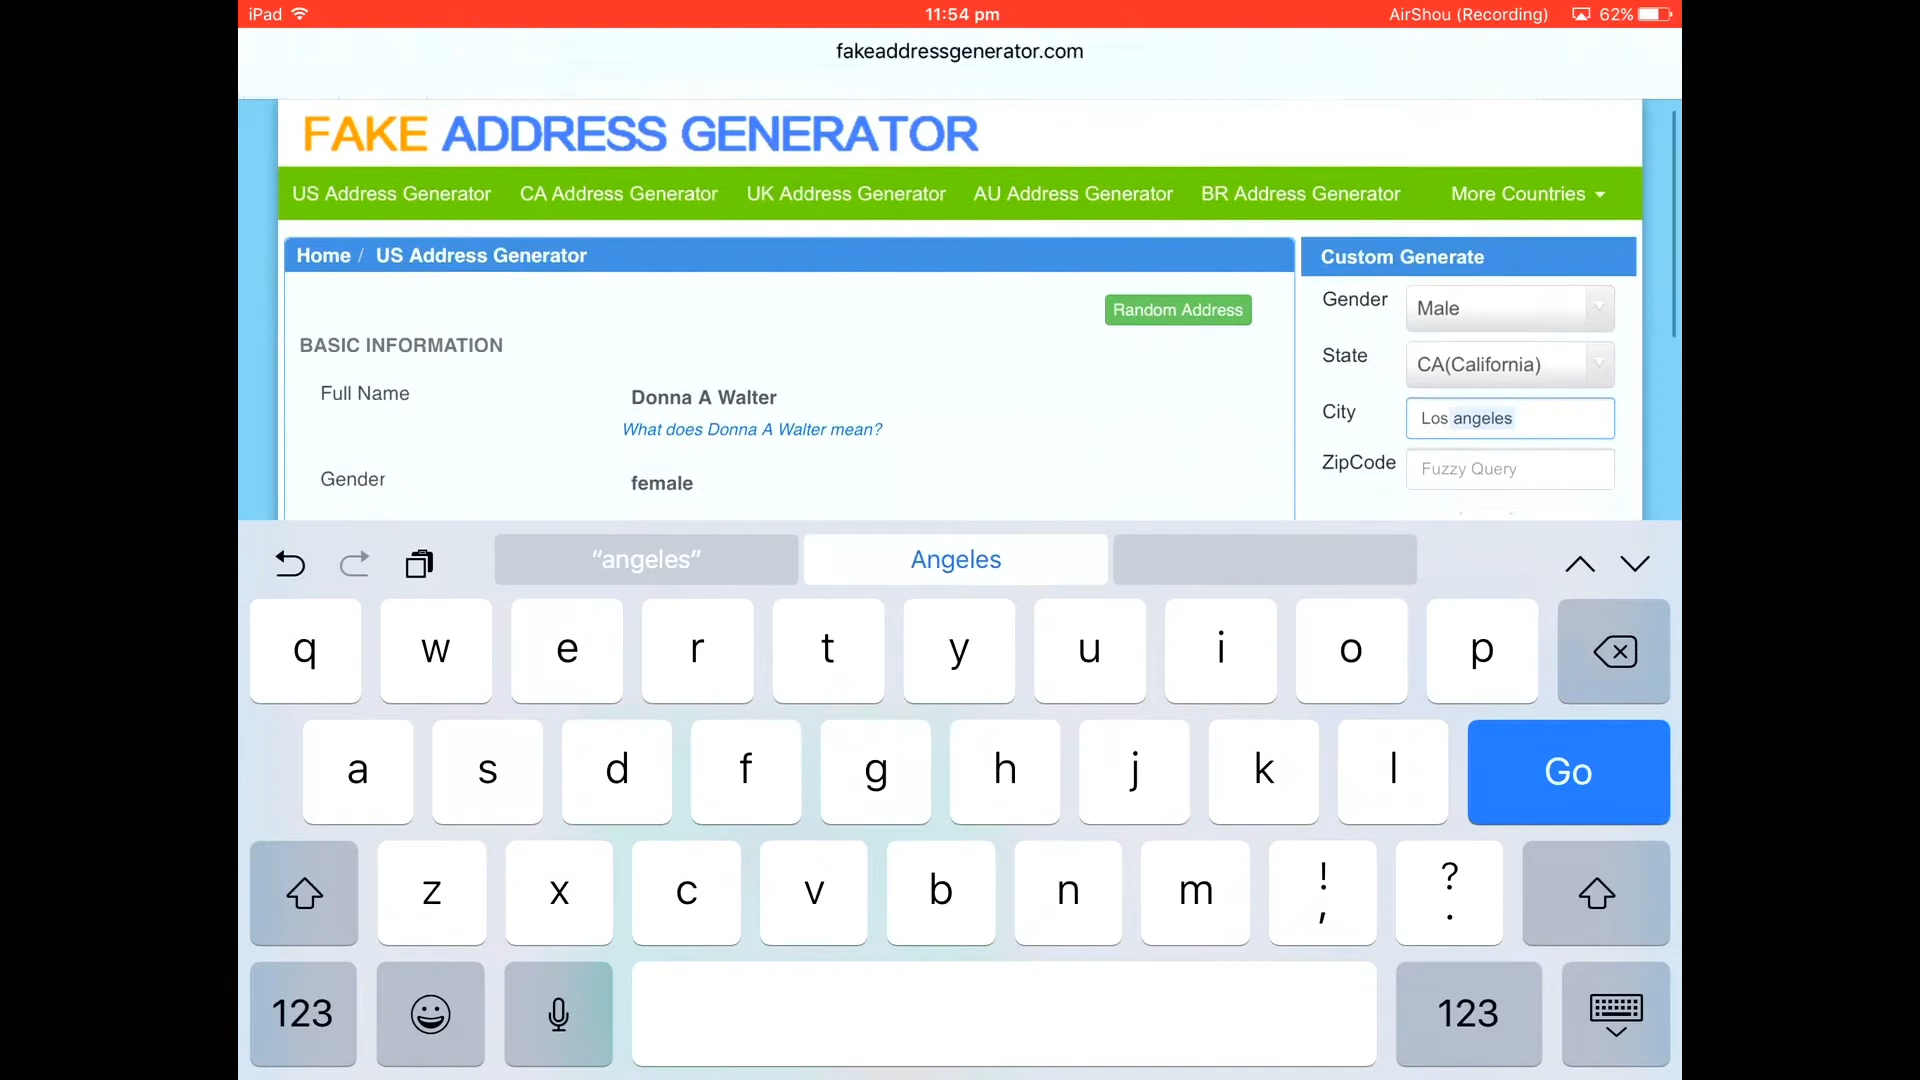 iPad
11:54 pm
AirShou (Recording)
62%
fakeaddressgenerator.com
FAKE ADDRESS GENERATOR
US Address Generator
CA Address Generator
UK Address Generator
AU Address Generator
BR Address Generator
More Countries
Home / US Address Generator
Random Address
BASIC INFORMATION
Full Name
Donna A Walter
What does Donna A Walter mean?
Gender
female
Custom Generate
Gender
Male
State
CA(California)
City
Los angeles
ZipCode
Fuzzy Query
“angeles”
Angeles
q w e r t y u i o p
a s d f g h j k l Go
z x c v b n m ! , ? .
123
123